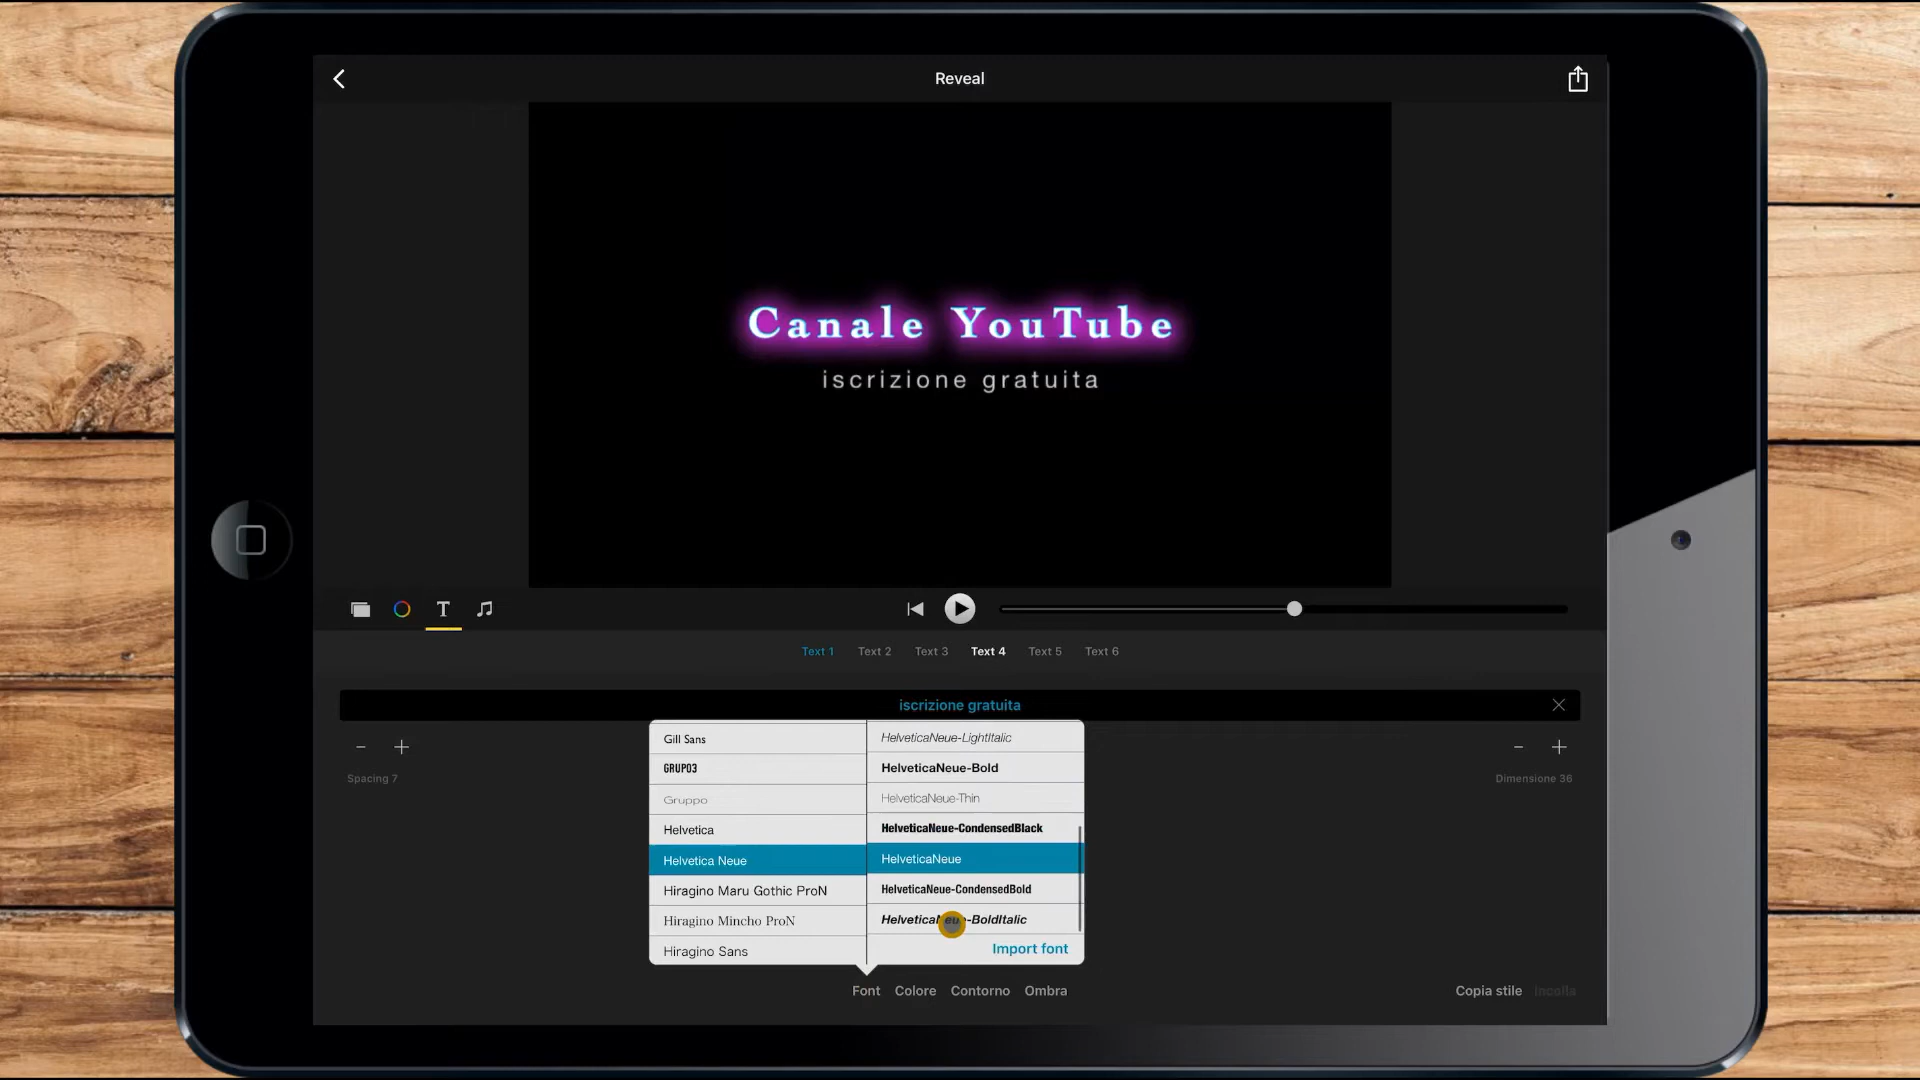 Reveal
Canale YouTube
iscrizione gratuita
T
Text 1 Text 2 Text 3 Text 4 Text 5 Text 6
iscrizione gratuita
Spacing 7
Dimensione 36
Gill Sans
GRUPO3
Gruppo
Helvetica
Helvetica Neue
Hiragino Maru Gothic ProN
Hiragino Mincho ProN
Hiragino Sans
HelveticaNeue-LightItalic
HelveticaNeue-Bold
HelveticaNeue-Thin
HelveticaNeue-CondensedBlack
HelveticaNeue
HelveticaNeue-CondensedBold
HelveticaNeue-BoldItalic
Import font
Font Colore Contorno Ombra
Copia stile Incolla